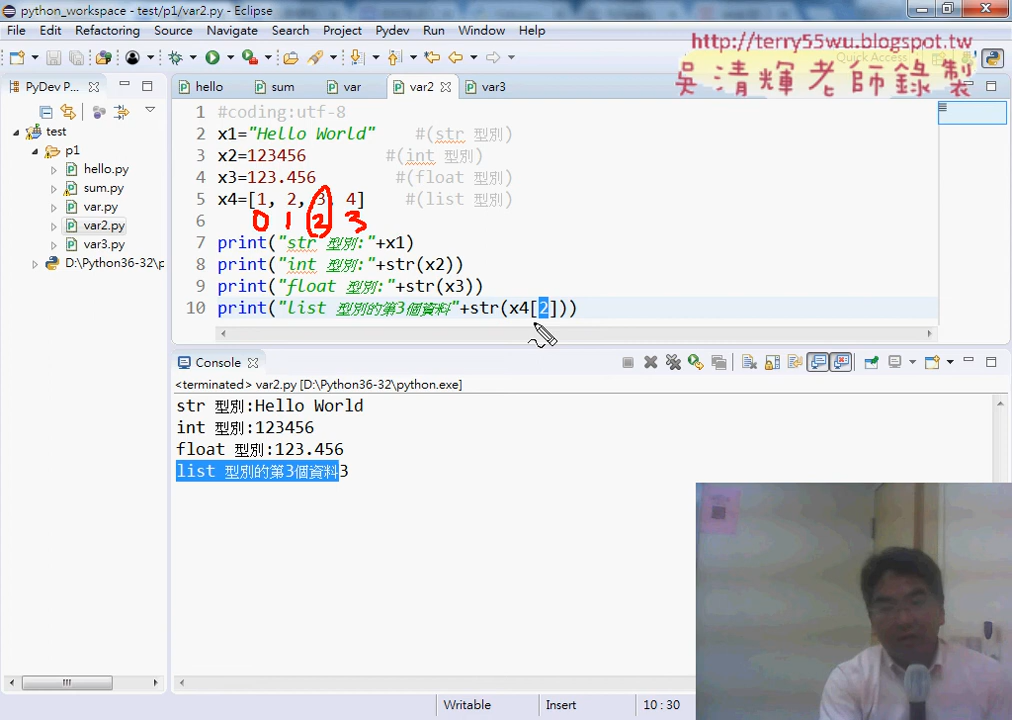 python_workspace - test/p1/var2.py - Eclipse
File Edit Refactoring Source Navigate Search Project Pydev Run Window Help
http://terry55wu.blogspot.tw
Quick Access
吳清輝老師錄製
PyDev P...
hello sum var var2 var3
test
p1
hello.py
sum.py
var.py
var2.py
var3.py
D:\Python36-32\p
1 #coding:utf-8
2 x1="Hello World" #(str 型別)
3 x2=123456 #(int 型別)
4 x3=123.456 #(float 型別)
5 x4=[1, 2, 3, 4] #(list 型別)
6 0 1 2 3
7 print("str 型別:"+x1)
8 print("int 型別:"+str(x2))
9 print("float 型別:"+str(x3))
10 print("list 型別的第3個資料"+str(x4[2]))
Console
<terminated> var2.py [D:\Python36-32\python.exe]
str 型別:Hello World
int 型別:123456
float 型別:123.456
list 型別的第3個資料3
Writable Insert 10 : 30